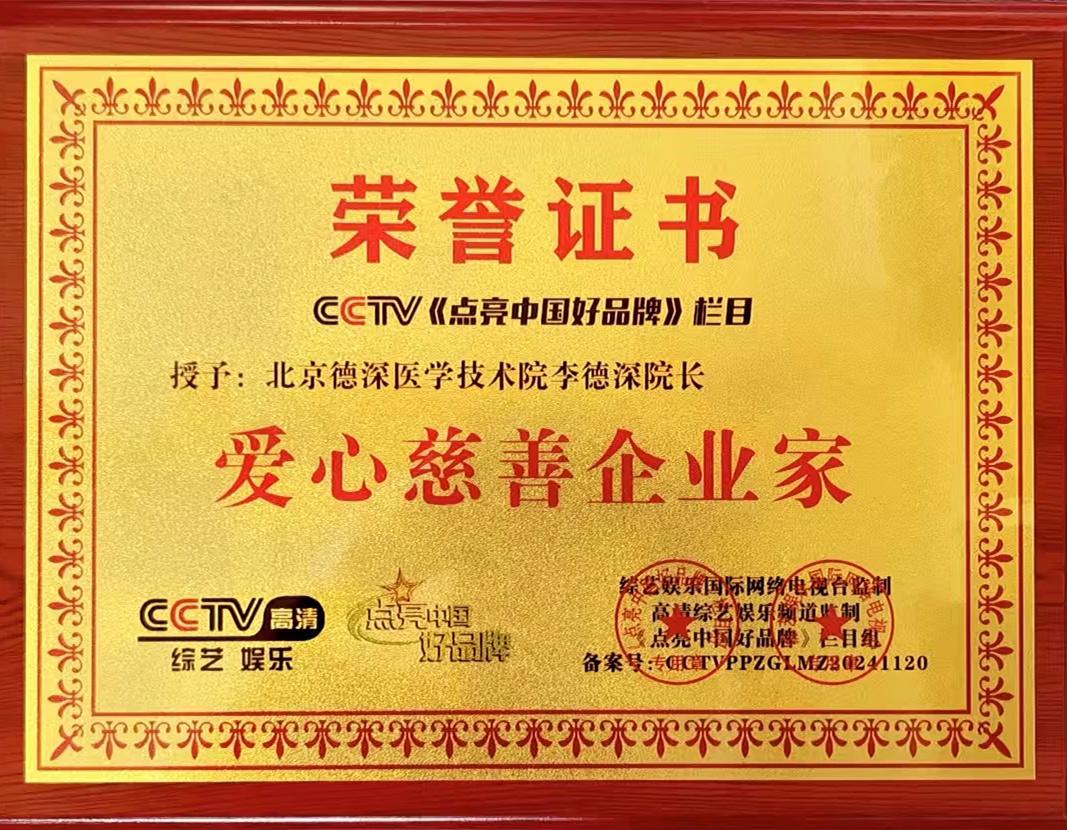 荣誉证书
CCTV《点亮中国好品牌》栏目
授予：北京德深医学技术院李德深院长
爱心慈善企业家
CCTV 高清
综艺 娱乐
点亮中国
好品牌
综艺娱乐国际网络电视台监制
高清综艺娱乐频道监制
《点亮中国好品牌》栏目组
备案号：CCTVPPZGLMZ20241120
专用章